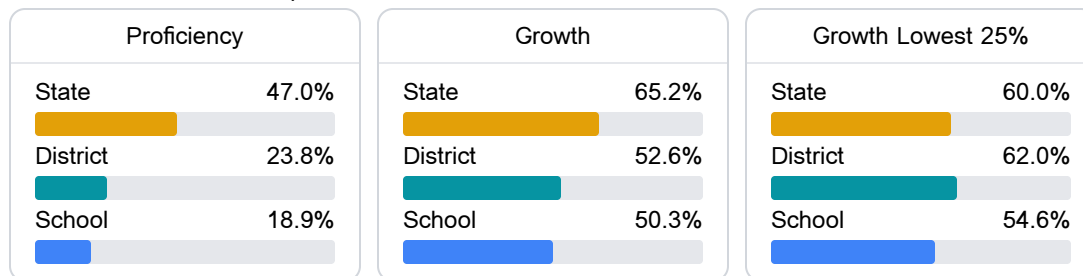 Proficiency
State 47.0%
District 23.8%
School 18.9%
Growth
State 65.2%
District 52.6%
School 50.3%
Growth Lowest 25%
State 60.0%
District 62.0%
School 54.6%